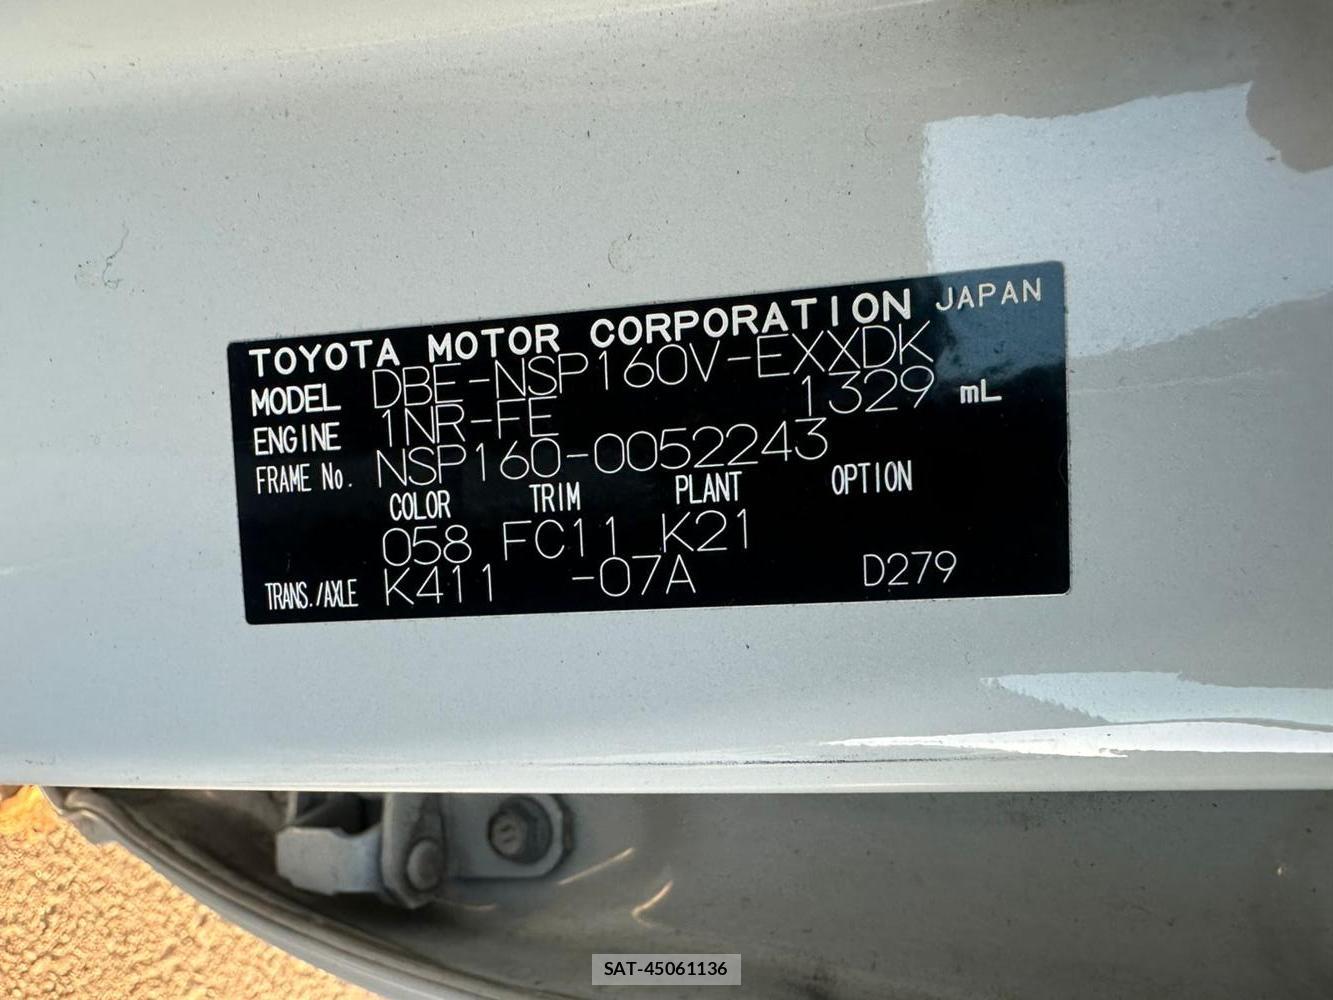 TOYOTA MOTOR CORPORATION JAPAN
MODEL DBE-NSP160V-EXXDK
ENGINE 1NR-FE 1329 mL
FRAME No. NSP160-0052243
COLOR TRIM PLANT OPTION
058 FC11 K21
TRANS./AXLE K411 -07A D279
SAT-45061136